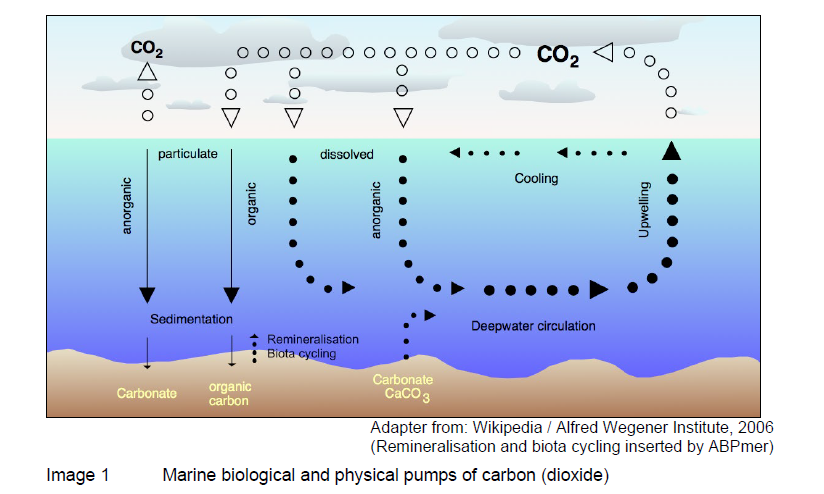 CO2
CO2
particulate
dissolved
anorganic
organic
anorganic
Cooling
Upwelling
Sedimentation
Deepwater circulation
Remineralisation
Biota cycling
Carbonate
organic
carbon
Carbonate
CaCO3
Adapter from: Wikipedia / Alfred Wegener Institute, 2006
(Remineralisation and biota cycling inserted by ABPmer)
Image 1 Marine biological and physical pumps of carbon (dioxide)